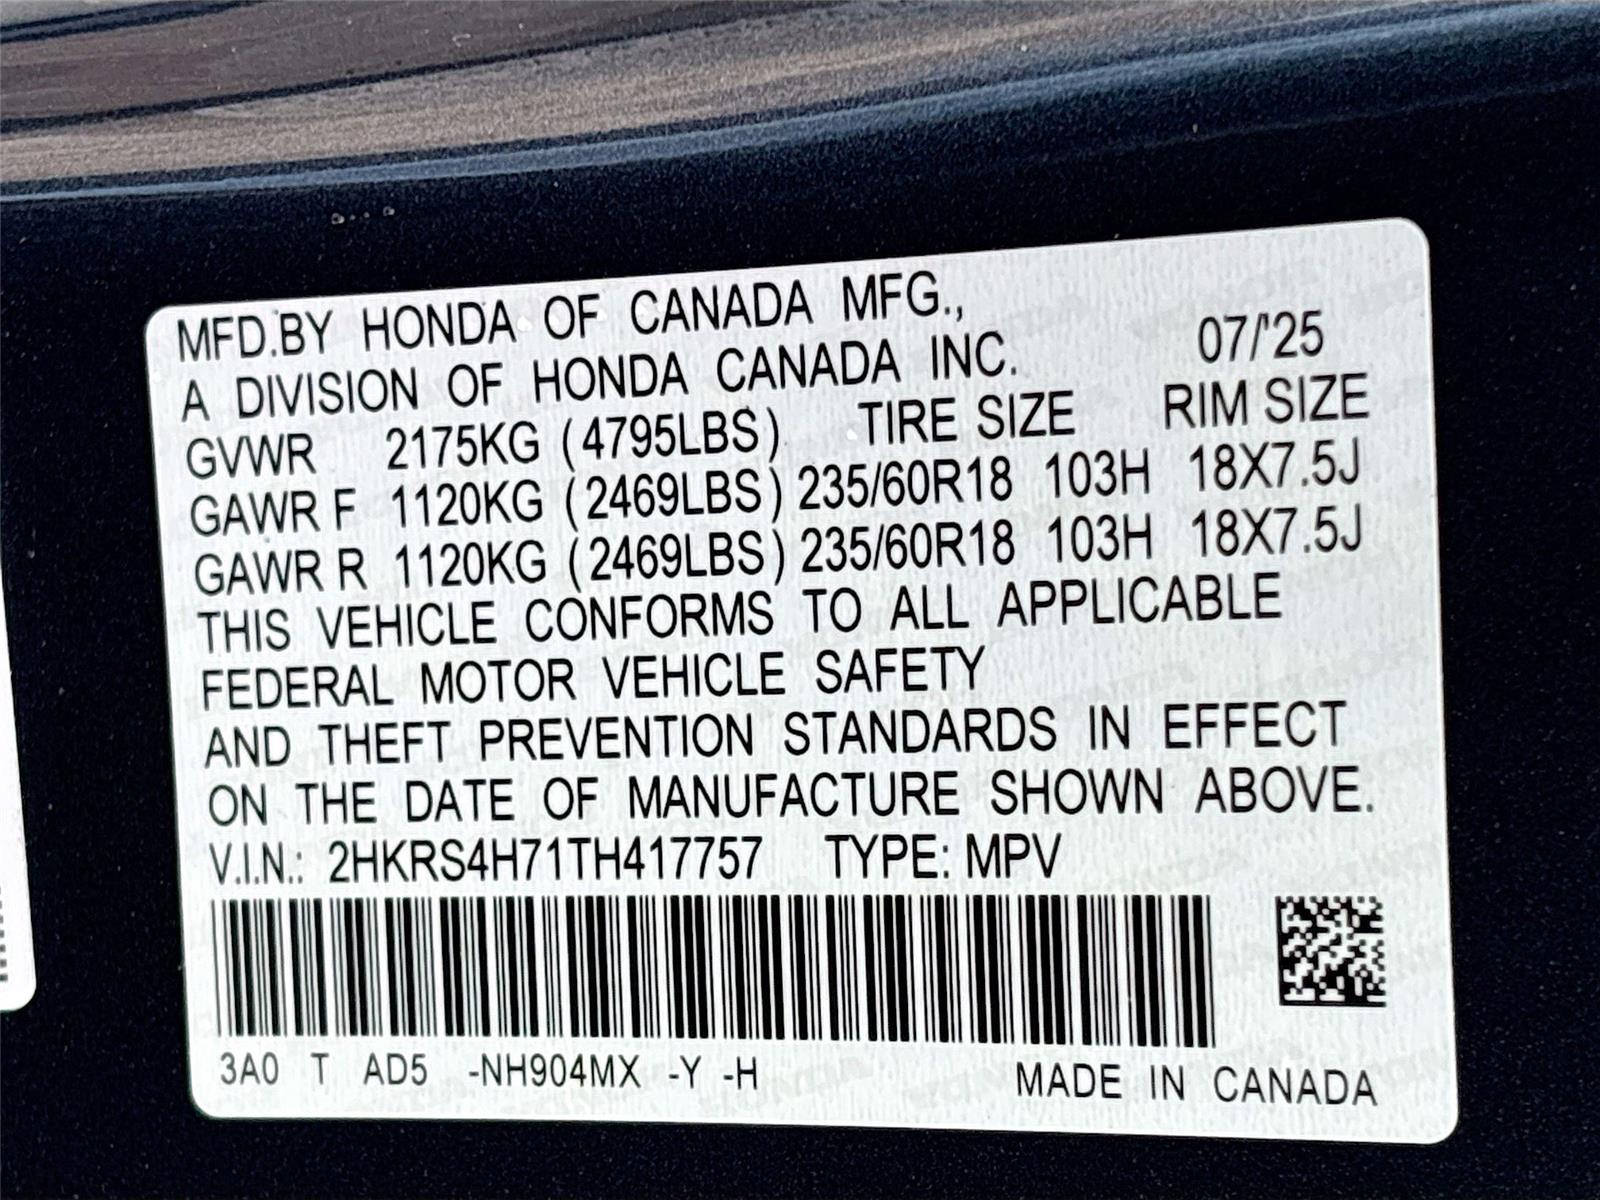 MFD.BY HONDA OF CANADA MFG.,
A DIVISION OF HONDA CANADA INC. 07/'25
GVWR 2175KG (4795LBS) TIRE SIZE RIM SIZE
GAWR F 1120KG (2469LBS) 235/60R18 103H 18X7.5J
GAWR R 1120KG (2469LBS) 235/60R18 103H 18X7.5J
THIS VEHICLE CONFORMS TO ALL APPLICABLE
FEDERAL MOTOR VEHICLE SAFETY
AND THEFT PREVENTION STANDARDS IN EFFECT
ON THE DATE OF MANUFACTURE SHOWN ABOVE.
V.I.N.: 2HKRS4H71TH417757 TYPE: MPV
3A0 T AD5 -NH904MX -Y -H MADE IN CANADA